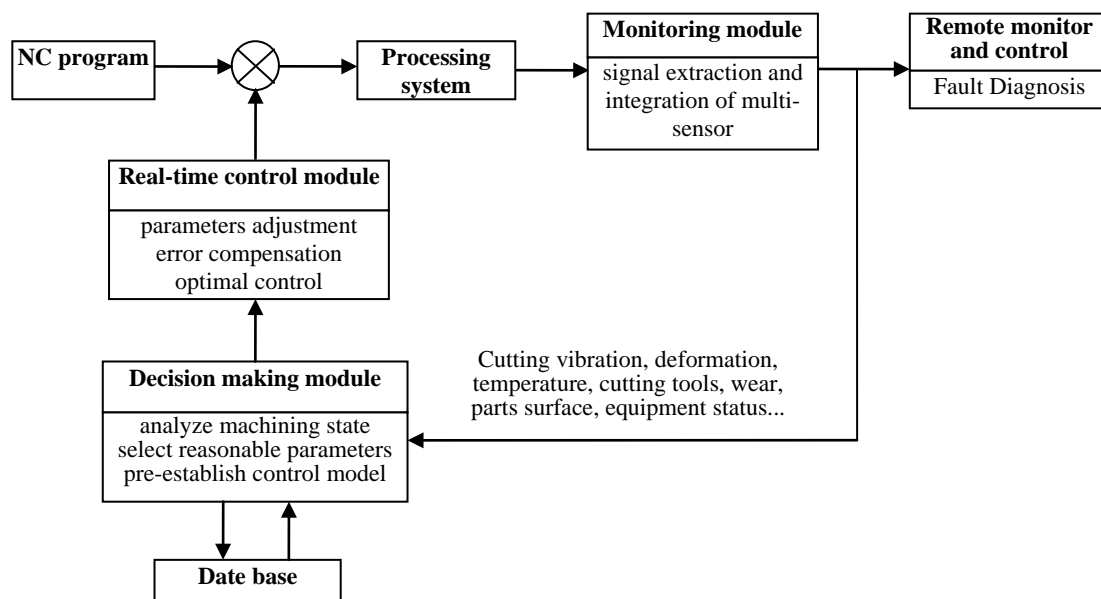 NC program
Processing
system
Monitoring module
signal extraction and
integration of multi-
sensor
Remote monitor
and control
Fault Diagnosis
Real-time control module
parameters adjustment
error compensation
optimal control
Decision making module
analyze machining state
select reasonable parameters
pre-establish control model
Cutting vibration, deformation,
temperature, cutting tools, wear,
parts surface, equipment status...
Date base